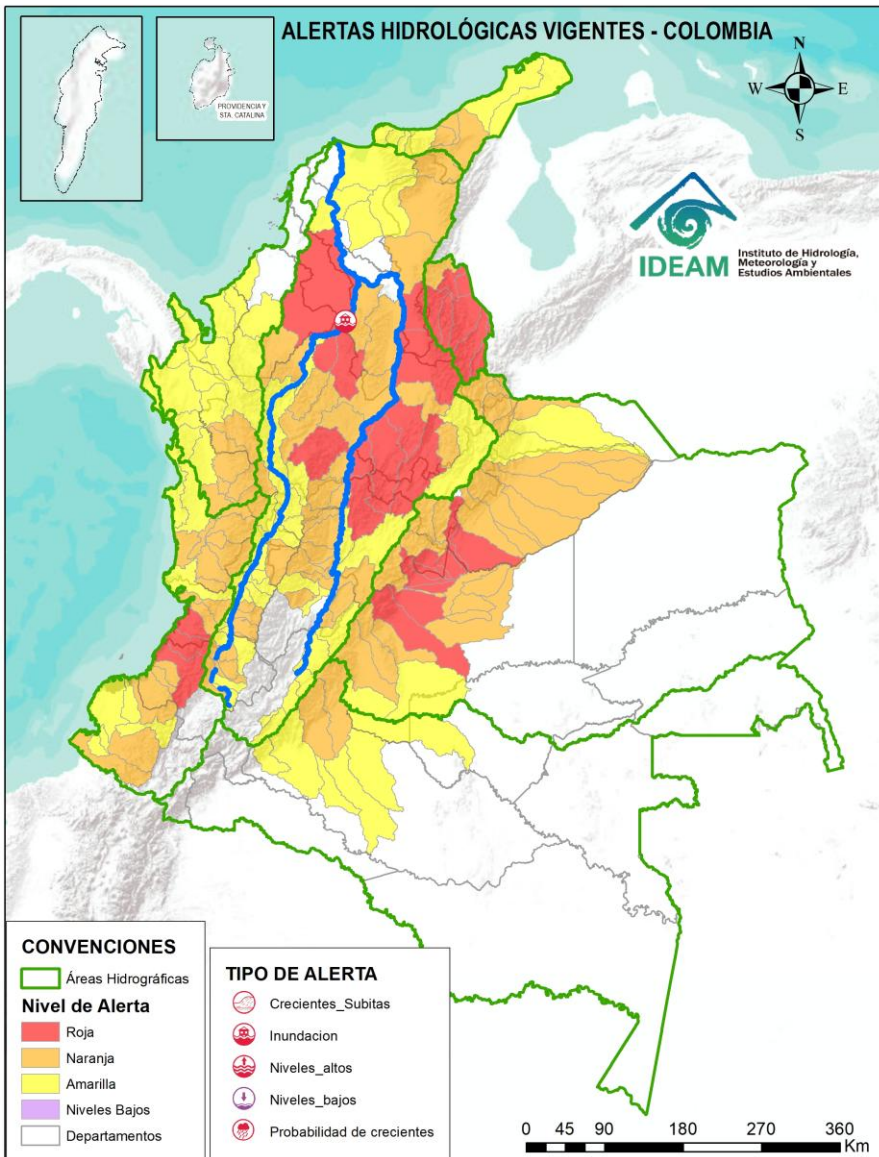 ALERTAS HIDROLÓGICAS VIGENTES - COLOMBIA
PROVIDENCIA Y
STA. CATALINA
N
W
E
S
IDEAM
Instituto de Hidrología,
Meteorología y
Estudios Ambientales
CONVENCIONES
Áreas Hidrográficas
Nivel de Alerta
Roja
Naranja
Amarilla
Niveles Bajos
Departamentos
TIPO DE ALERTA
Crecientes_Subitas
Inundacion
Niveles_altos
Niveles_bajos
Probabilidad de crecientes
0 45 90 180 270 360
Km